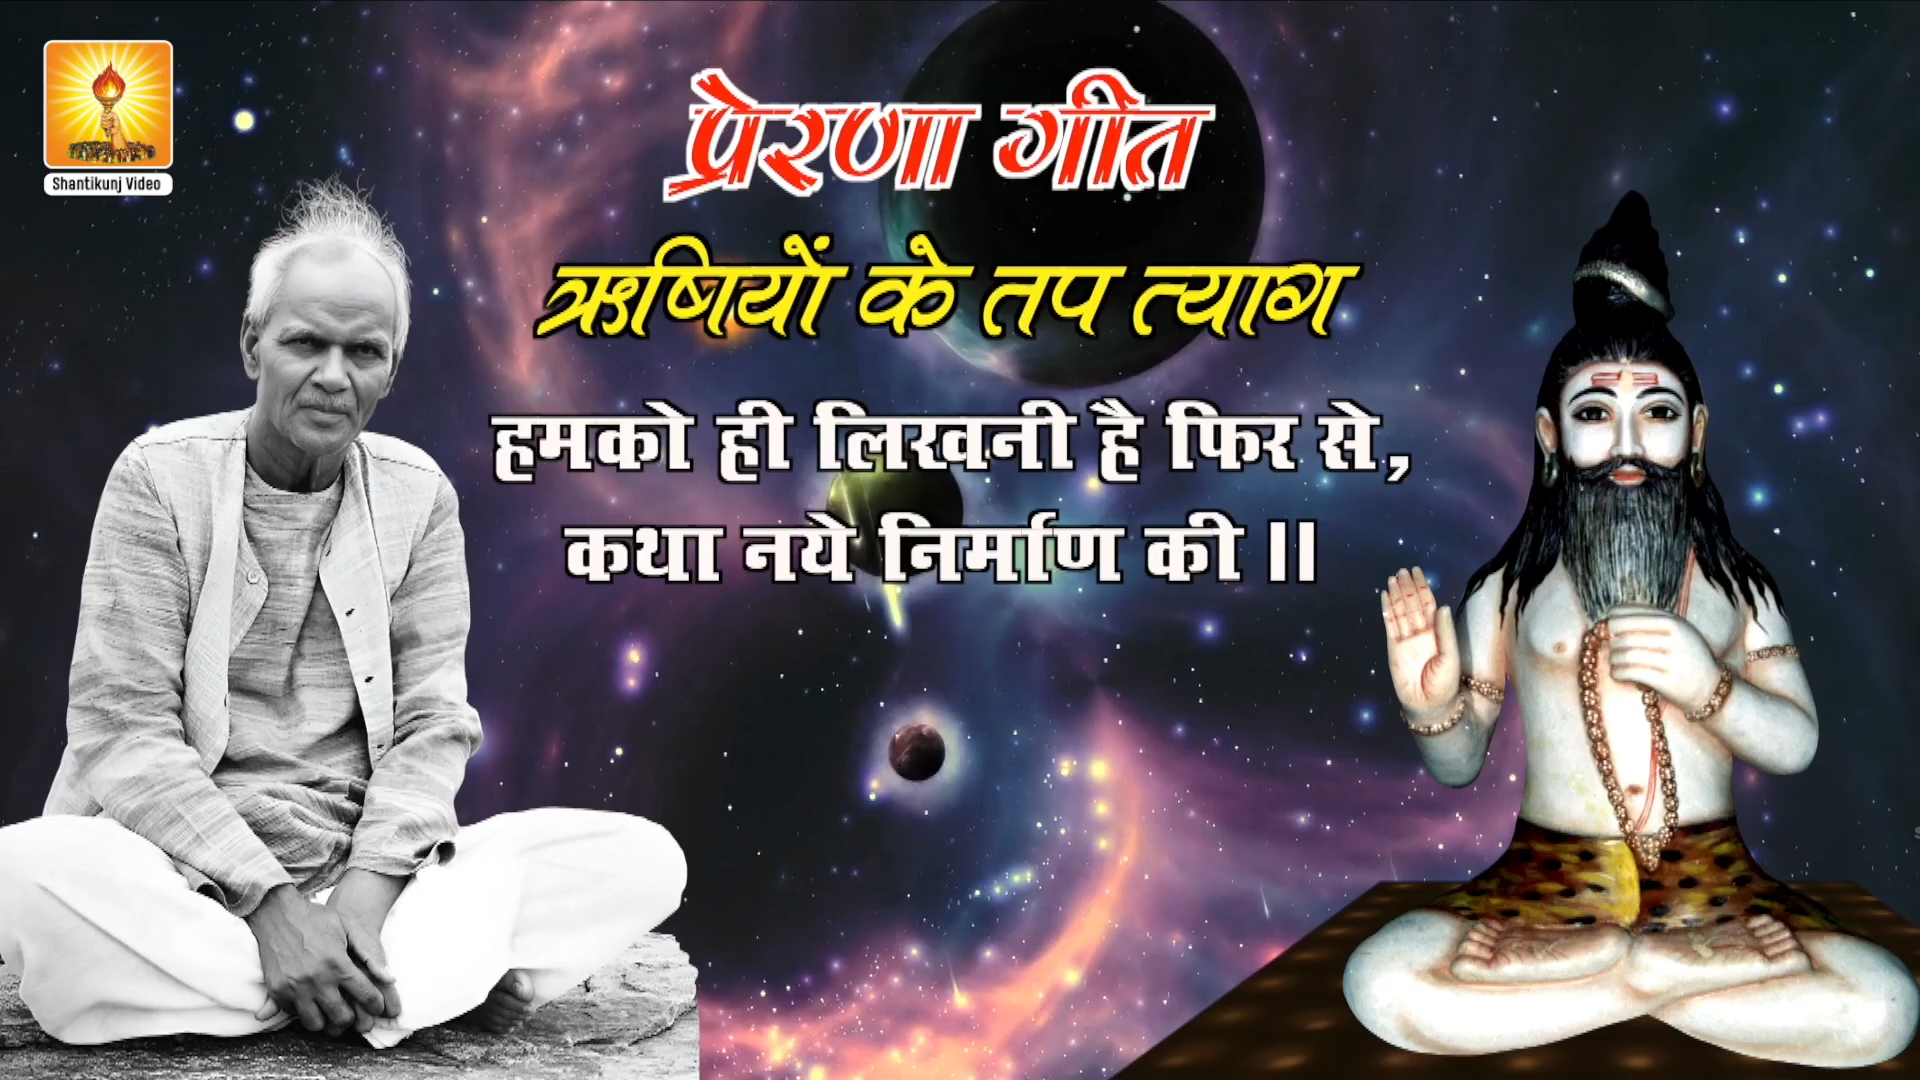 Shantikunj Video
प्रेरणा गीत
ऋषियों के तप त्याग
हमको ही लिखनी है फिर से,
कथा नये निर्माण की ।।